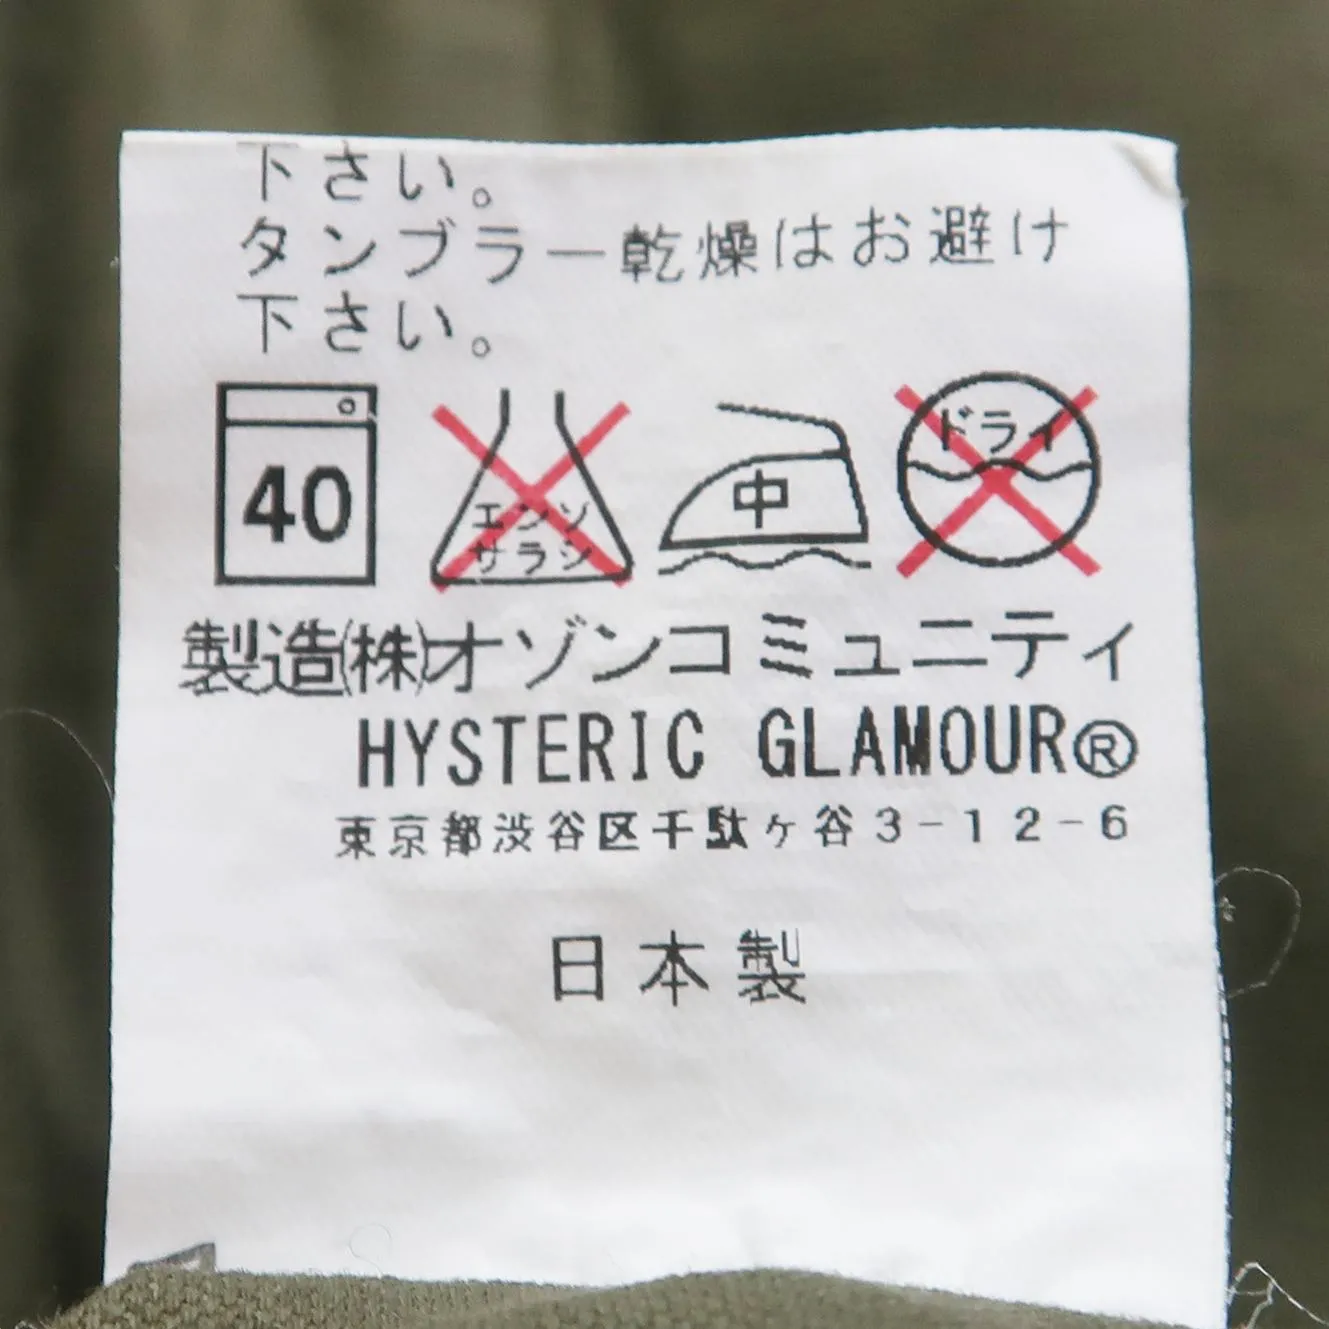 下さい。
タンブラー乾燥はお避け
下さい。
40
エンソ
サラシ
中
ドライ
製造(株)オゾンコミュニティ
HYSTERIC GLAMOUR®
東京都渋谷区千駄ヶ谷3-12-6
日本製